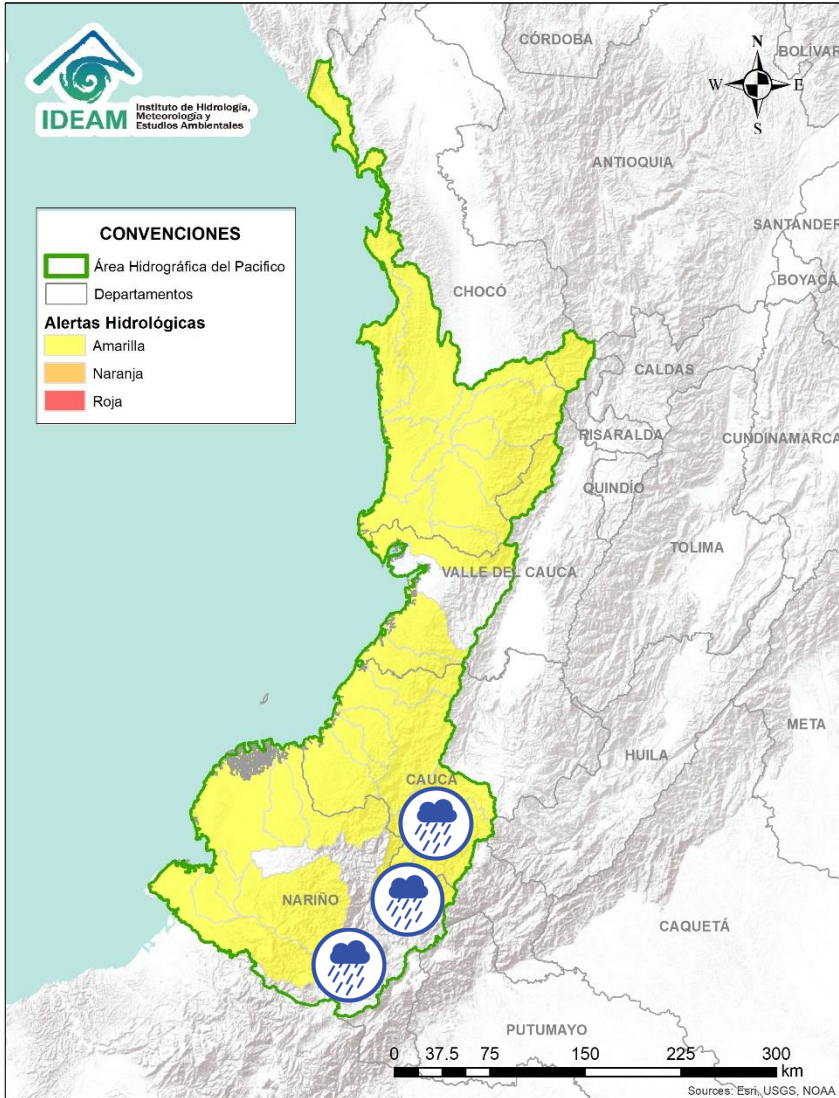 IDEAM
Instituto de Hidrología,
Meteorología y
Estudios Ambientales
CONVENCIONES
Área Hidrográfica del Pacifico
Departamentos
Alertas Hidrológicas
Amarilla
Naranja
Roja
N
W
E
S
CÓRDOBA
BOLÍVAR
ANTIOQUIA
SANTANDER
BOYACÁ
CHOCÓ
CALDAS
RISARALDA
CUNDINAMARCA
QUINDÍO
TOLIMA
VALLE DEL CAUCA
META
HUILA
CAUCA
NARIÑO
CAQUETÁ
PUTUMAYO
0 37.5 75 150 225 300
km
Sources: Esri, USGS, NOAA